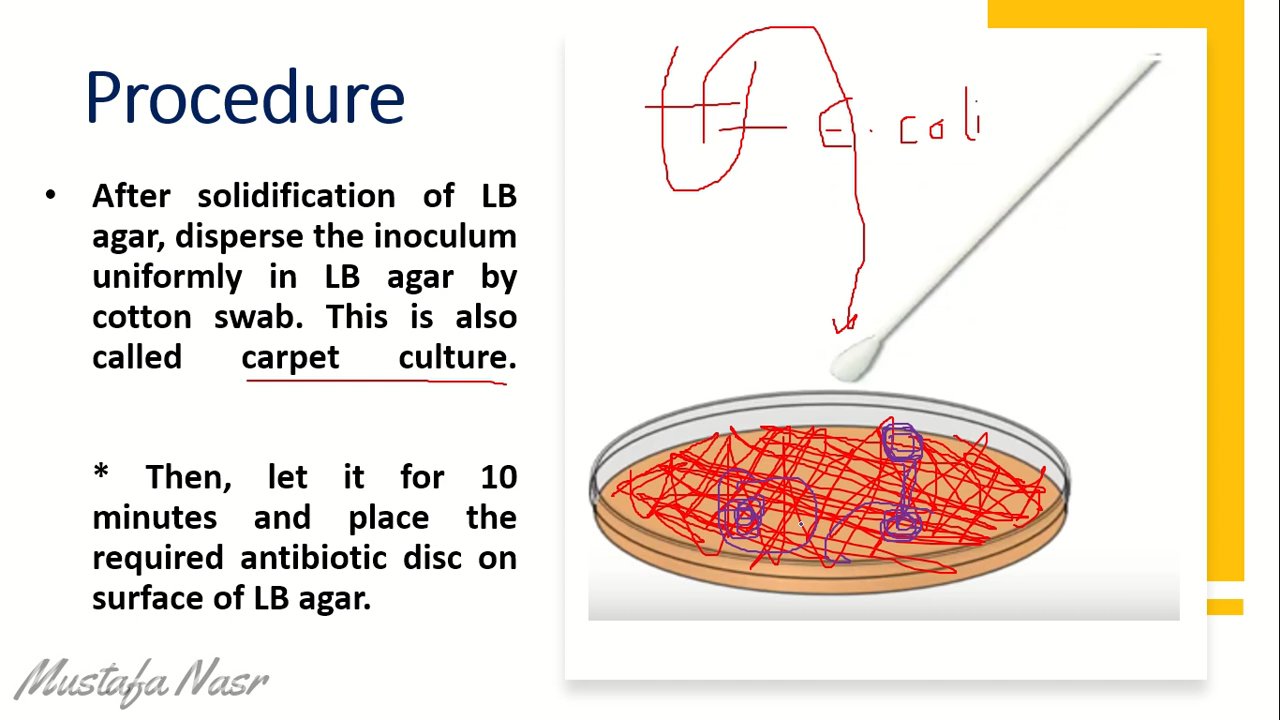 Procedure
• After solidification of LB
agar, disperse the inoculum
uniformly in LB agar by
cotton swab. This is also
called carpet culture.
* Then, let it for 10
minutes and place the
required antibiotic disc on
surface of LB agar.
E. coli
Mustafa Nasr